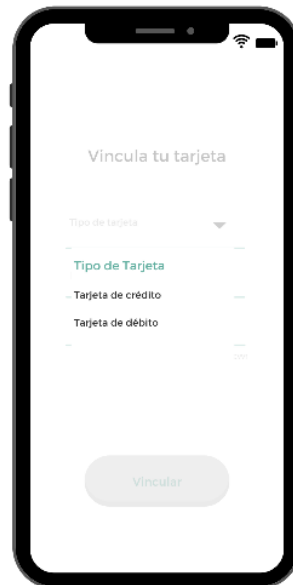 Vincula tu tarjeta
Tipo de tarjeta
Tipo de Tarjeta
Tarjeta de crédito
Tarjeta de débito
Vincular